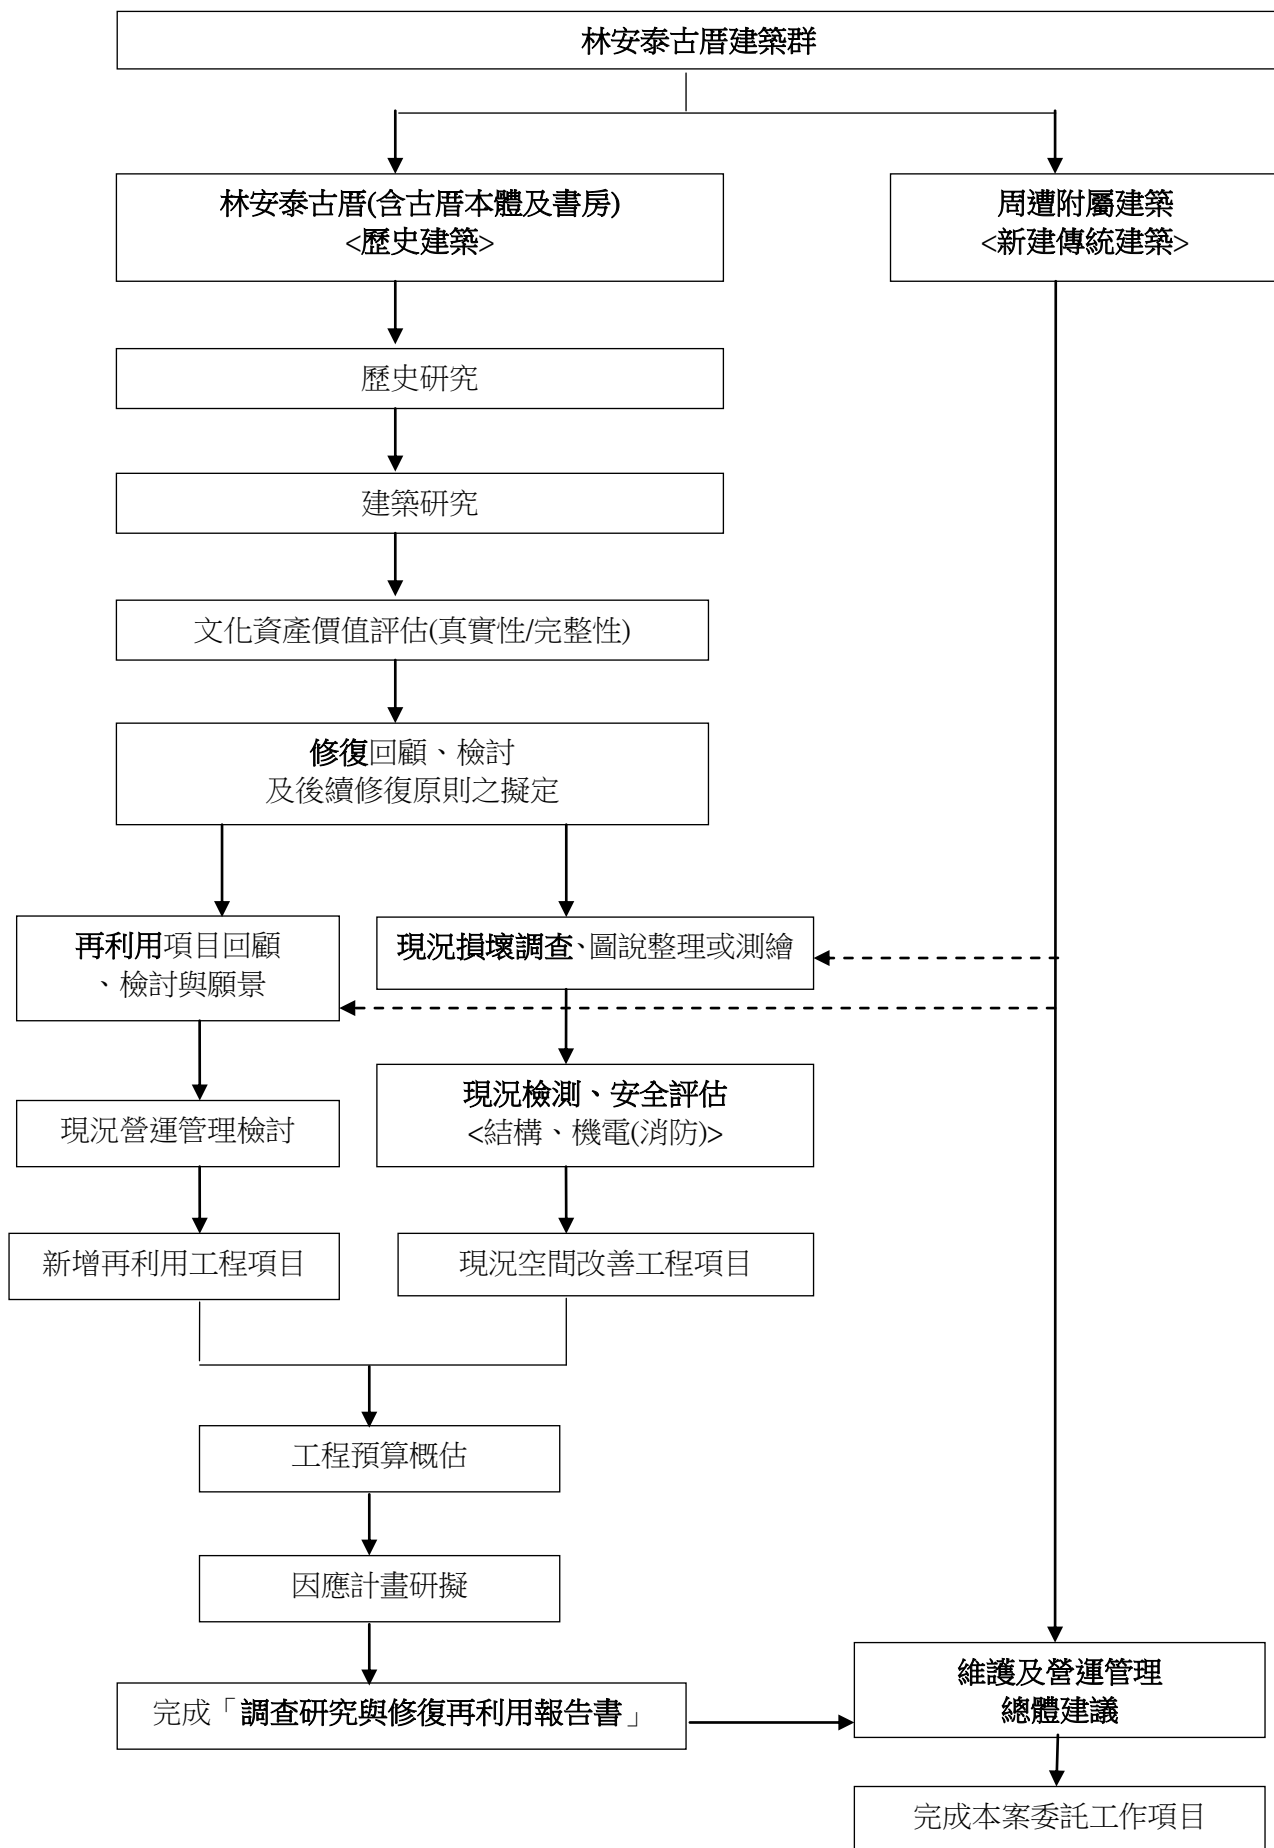 林安泰古厝建築群
林安泰古厝(含古厝本體及書房)
<歷史建築>
周遭附屬建築
<新建傳統建築>
歷史研究
建築研究
文化資產價值評估(真實性/完整性)
修復回顧、檢討
及後續修復原則之擬定
再利用項目回顧
、檢討與願景
現況損壞調查、圖說整理或測繪
現況檢測、安全評估
<結構、機電(消防)>
現況營運管理檢討
新增再利用工程項目
現況空間改善工程項目
工程預算概估
因應計畫研擬
完成「調查研究與修復再利用報告書」
維護及營運管理
總體建議
完成本案委託工作項目